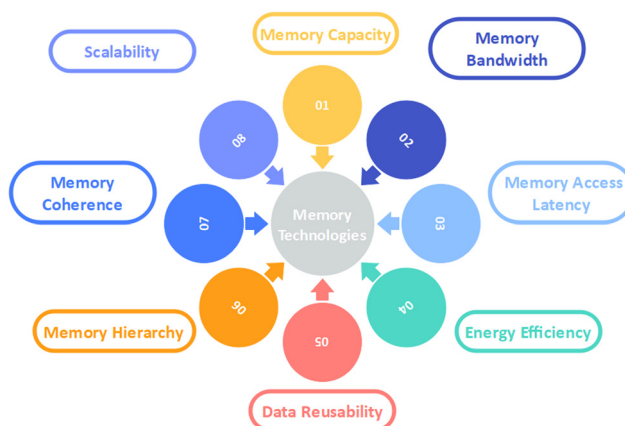 Memory Capacity
01
Memory
Bandwidth
02
Memory Access
Latency
03
Energy Efficiency
04
Data Reusability
05
Memory Hierarchy
06
Memory
Coherence
07
Scalability
08
Memory
Technologies